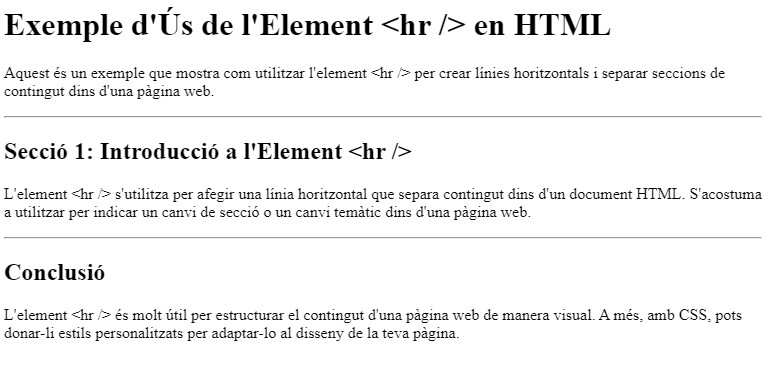 Exemple d'Ús de l'Element <hr /> en HTML
Aquest és un exemple que mostra com utilitzar l'element <hr /> per crear línies horitzontals i separar seccions de
contingut dins d'una pàgina web.
Secció 1: Introducció a l'Element <hr />
L'element <hr /> s'utilitza per afegir una línia horitzontal que separa contingut dins d'un document HTML. S'acostuma
a utilitzar per indicar un canvi de secció o un canvi temàtic dins d'una pàgina web.
Conclusió
L'element <hr /> és molt útil per estructurar el contingut d'una pàgina web de manera visual. A més, amb CSS, pots
donar-li estils personalitzats per adaptar-lo al disseny de la teva pàgina.